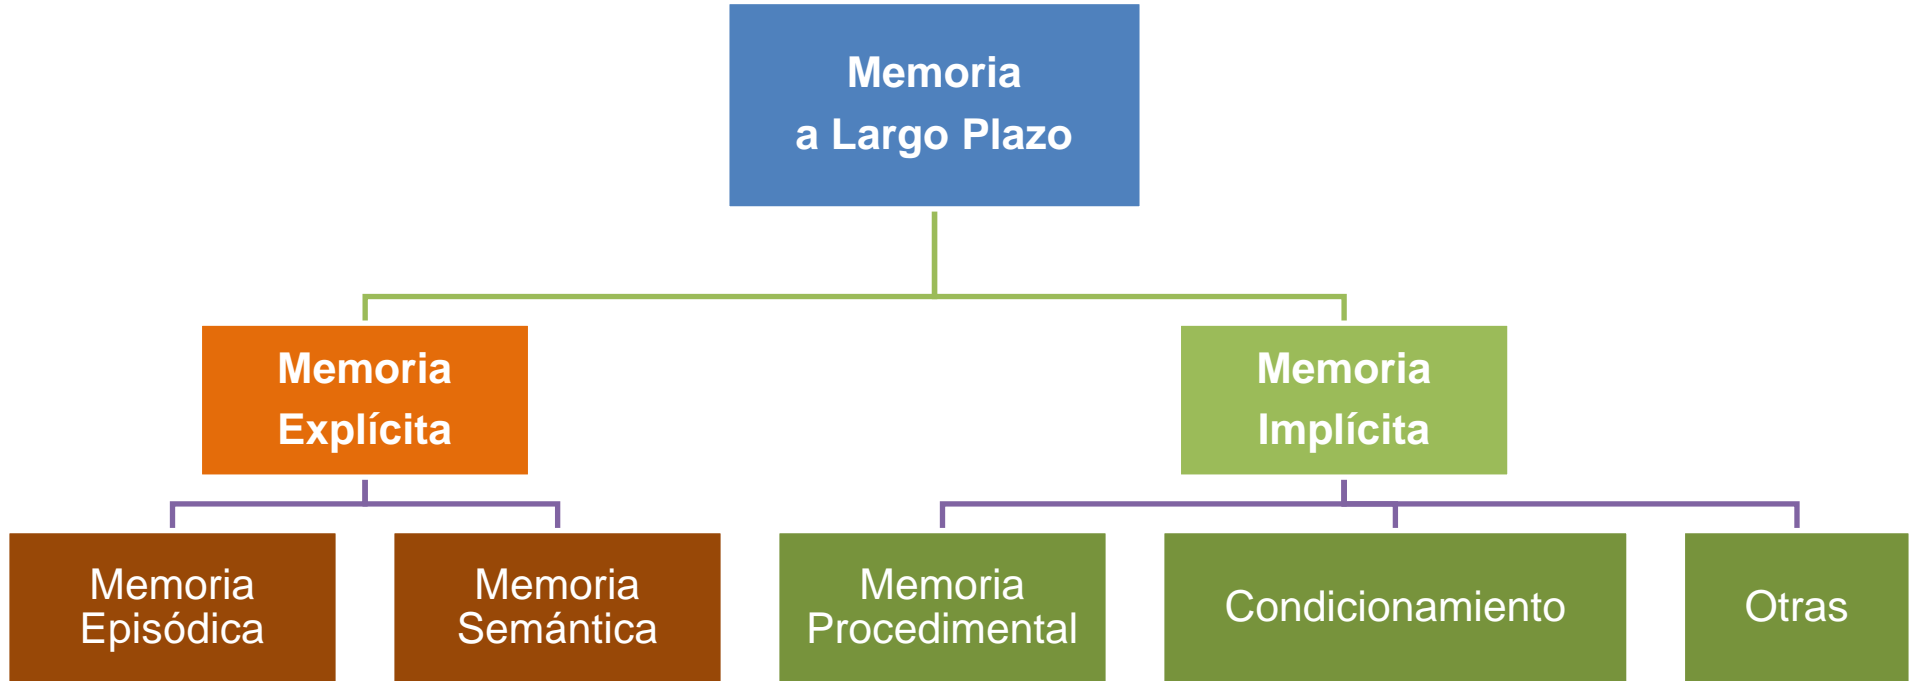 Memoria
a Largo Plazo
Memoria
Explícita
Memoria
Implícita
Memoria
Episódica
Memoria
Semántica
Memoria
Procedimental
Condicionamiento
Otras